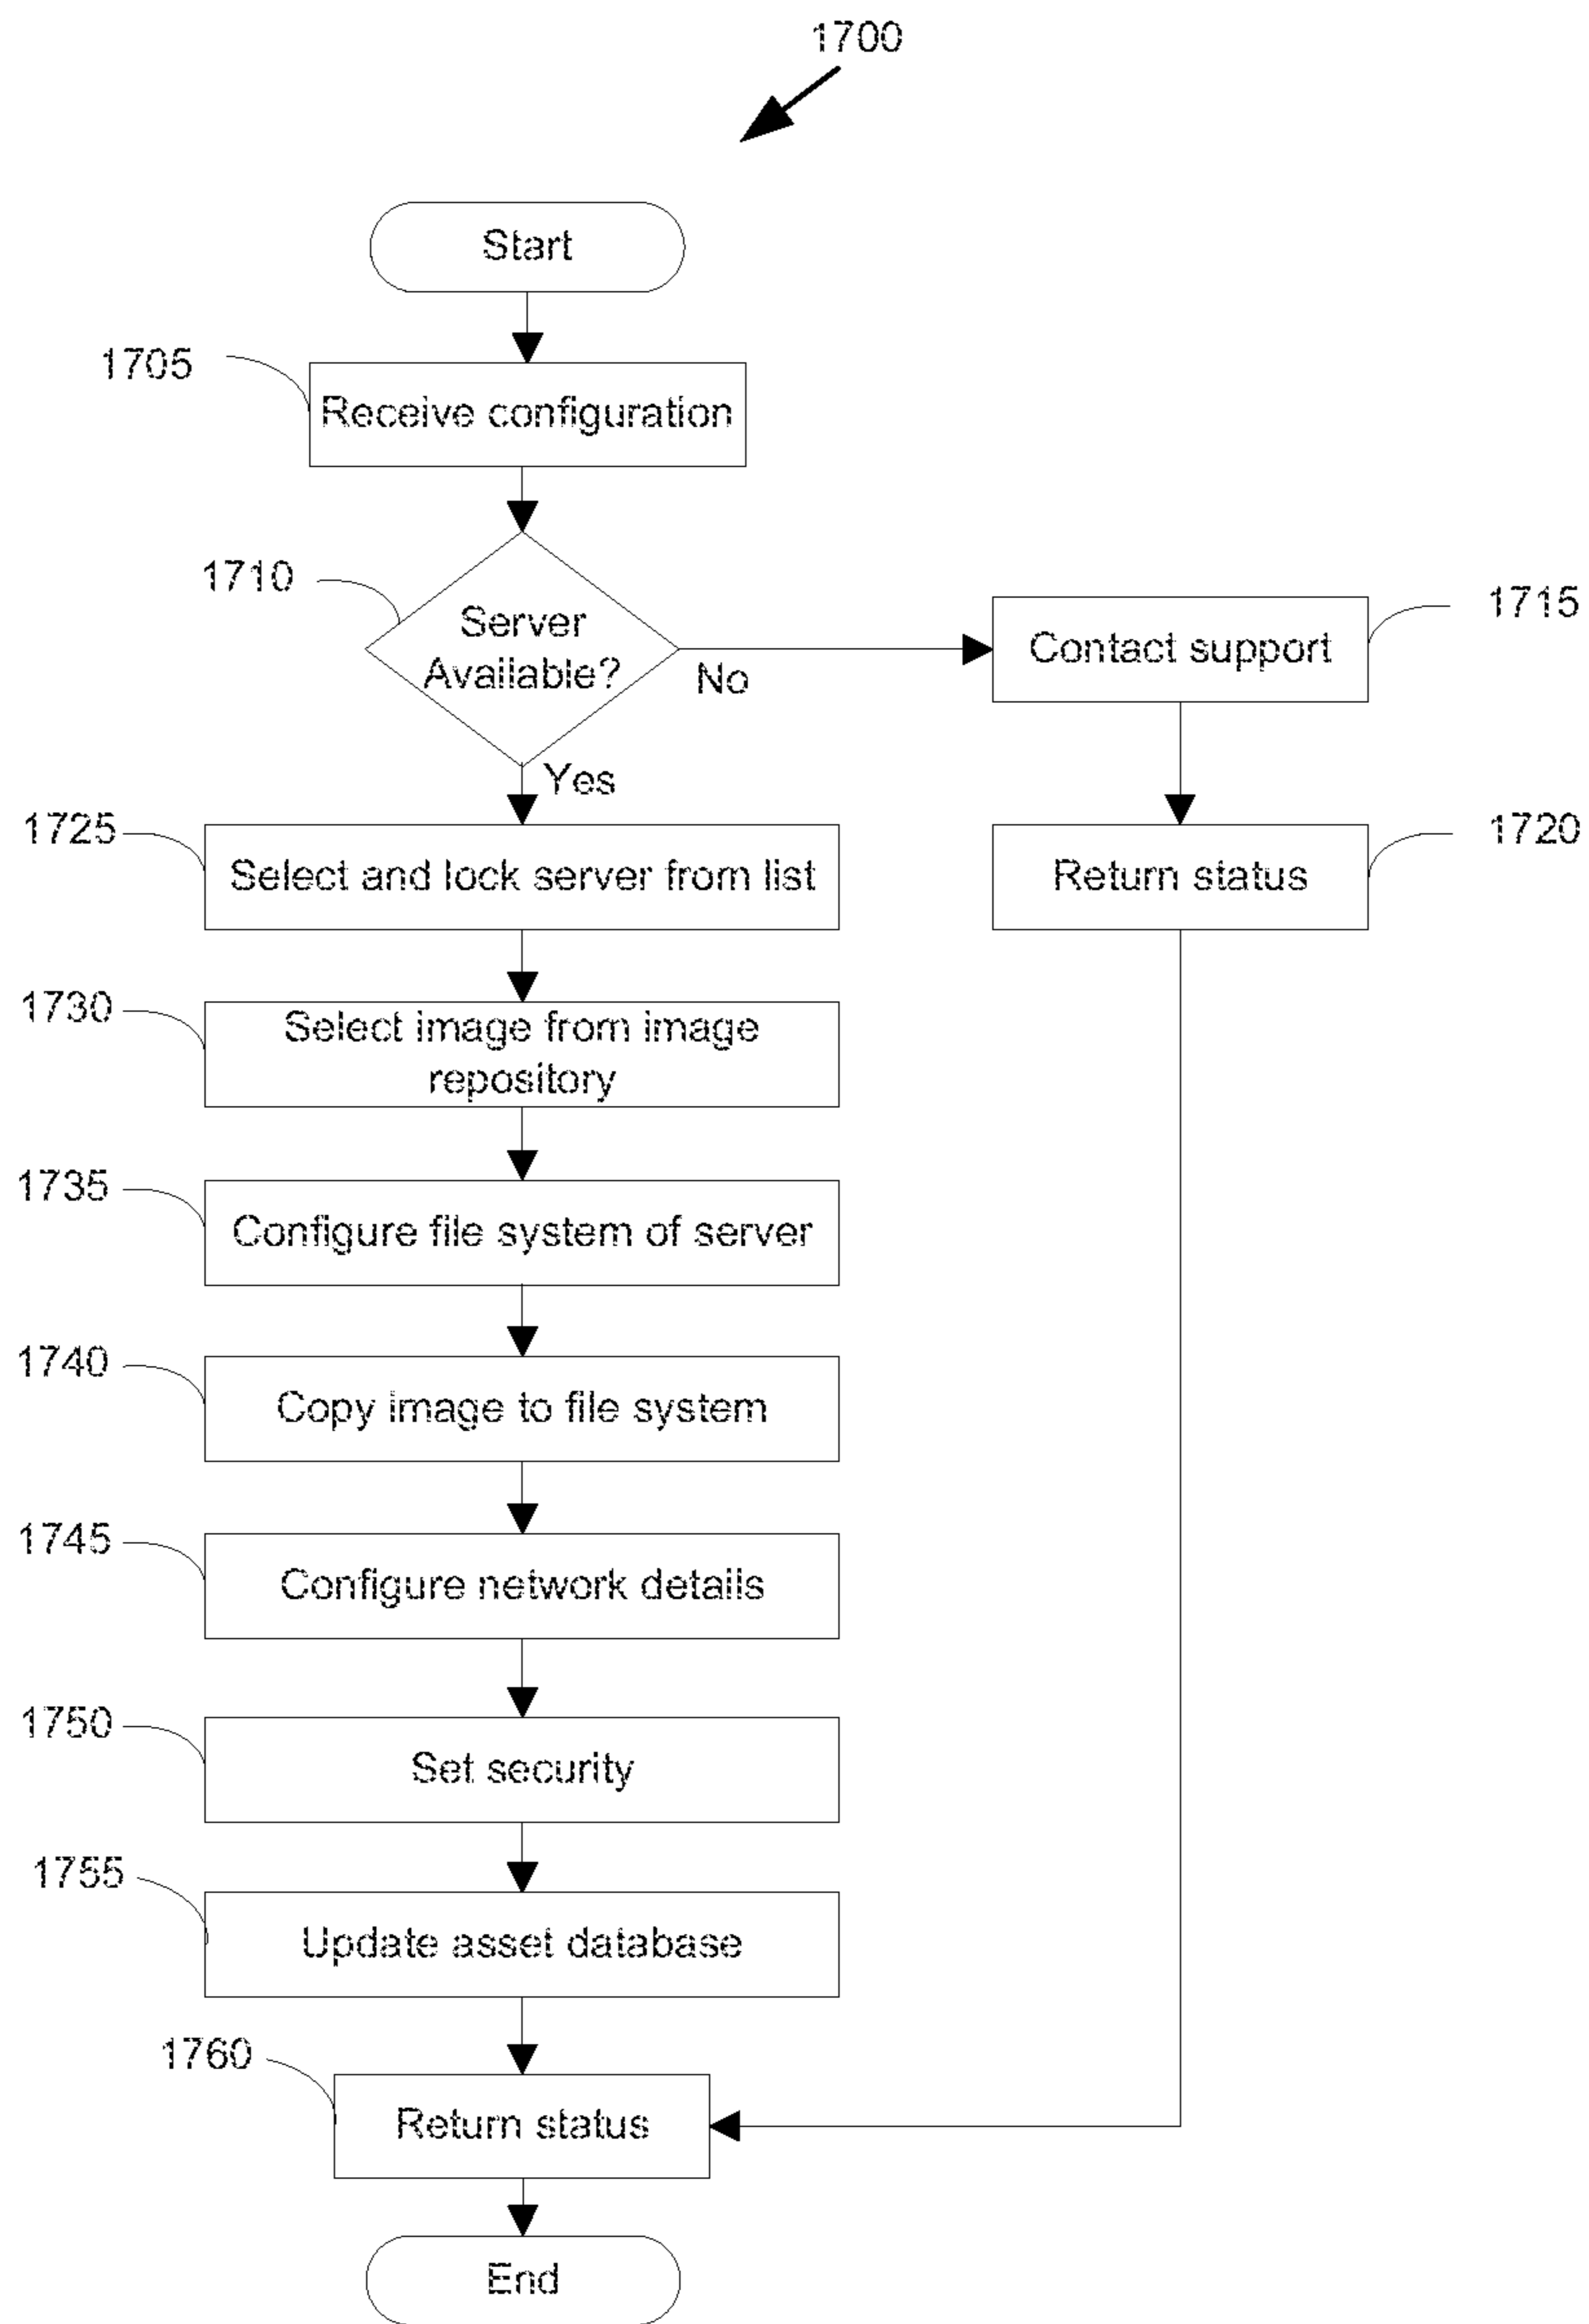 1700
Start
1705
Receive configuration
1710
Server
Available?
No
Yes
1715
Contact support
1720
Return status
1725
Select and lock server from list
1730
Select image from image
repository
1735
Configure file system of server
1740
Copy image to file system
1745
Configure network details
1750
Set security
1755
Update asset database
1760
Return status
End